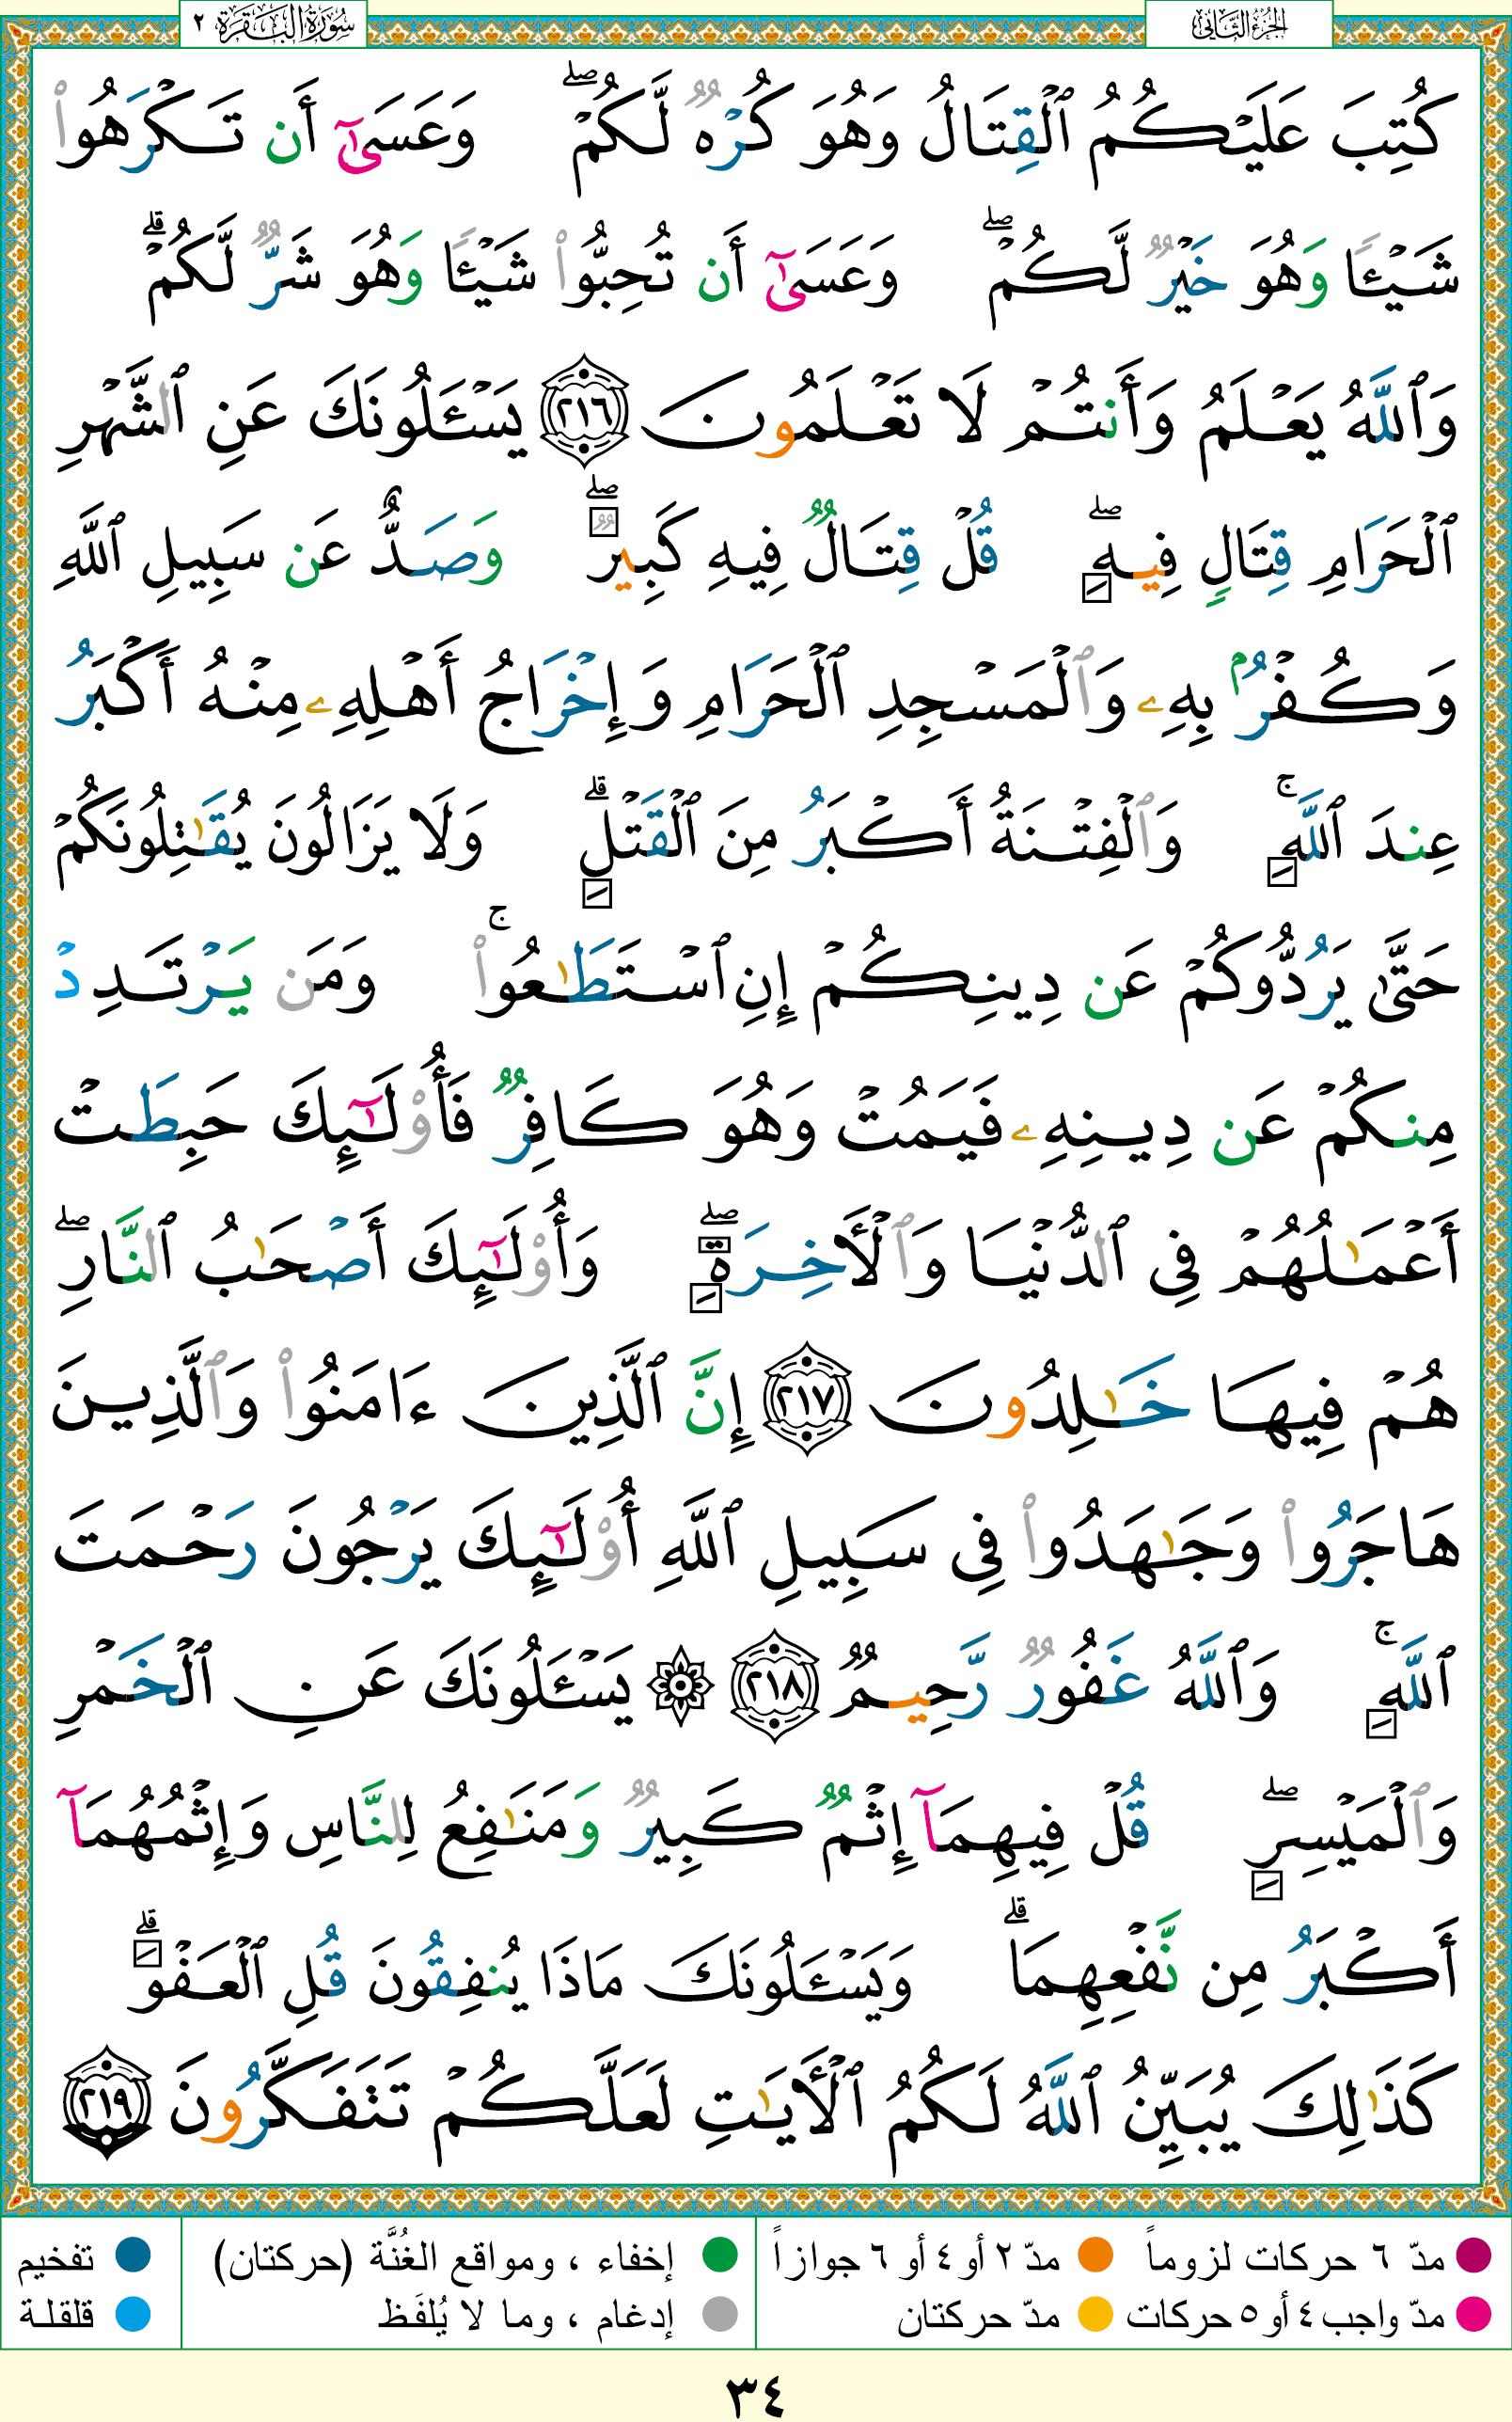 الجزء الثاني
سورة البقرة ٢
كُتِبَ عَلَيْكُمُ ٱلْقِتَالُ وَهُوَ كُرْهٌ لَّكُمْ ۖ وَعَسَىٰٓ أَن تَكْرَهُوا۟
شَيْـًٔا وَهُوَ خَيْرٌ لَّكُمْ ۖ وَعَسَىٰٓ أَن تُحِبُّوا۟ شَيْـًٔا وَهُوَ شَرٌّ لَّكُمْ ۗ
وَٱللَّهُ يَعْلَمُ وَأَنتُمْ لَا تَعْلَمُونَ ٢١٦ يَسْـَٔلُونَكَ عَنِ ٱلشَّهْرِ
ٱلْحَرَامِ قِتَالٍ فِيهِ ۖ قُلْ قِتَالٌ فِيهِ كَبِيرٌ ۖ وَصَدٌّ عَن سَبِيلِ ٱللَّهِ
وَكُفْرٌۢ بِهِۦ وَٱلْمَسْجِدِ ٱلْحَرَامِ وَإِخْرَاجُ أَهْلِهِۦ مِنْهُ أَكْبَرُ
عِندَ ٱللَّهِ ۚ وَٱلْفِتْنَةُ أَكْبَرُ مِنَ ٱلْقَتْلِ ۗ وَلَا يَزَالُونَ يُقَـٰتِلُونَكُمْ
حَتَّىٰ يَرُدُّوكُمْ عَن دِينِكُمْ إِنِ ٱسْتَطَـٰعُوا۟ ۚ وَمَن يَرْتَدِدْ
مِنكُمْ عَن دِينِهِۦ فَيَمُتْ وَهُوَ كَافِرٌ فَأُو۟لَـٰٓئِكَ حَبِطَتْ
أَعْمَـٰلُهُمْ فِى ٱلدُّنْيَا وَٱلْـَٔاخِرَةِ ۖ وَأُو۟لَـٰٓئِكَ أَصْحَـٰبُ ٱلنَّارِ ۖ
هُمْ فِيهَا خَـٰلِدُونَ ٢١٧ إِنَّ ٱلَّذِينَ ءَامَنُوا۟ وَٱلَّذِينَ
هَاجَرُوا۟ وَجَـٰهَدُوا۟ فِى سَبِيلِ ٱللَّهِ أُو۟لَـٰٓئِكَ يَرْجُونَ رَحْمَتَ
ٱللَّهِ ۚ وَٱللَّهُ غَفُورٌ رَّحِيمٌ ٢١٨ ۞ يَسْـَٔلُونَكَ عَنِ ٱلْخَمْرِ
وَٱلْمَيْسِرِ ۖ قُلْ فِيهِمَآ إِثْمٌ كَبِيرٌ وَمَنَـٰفِعُ لِلنَّاسِ وَإِثْمُهُمَآ
أَكْبَرُ مِن نَّفْعِهِمَا ۗ وَيَسْـَٔلُونَكَ مَاذَا يُنفِقُونَ قُلِ ٱلْعَفْوَ ۗ
كَذَٰلِكَ يُبَيِّنُ ٱللَّهُ لَكُمُ ٱلْـَٔايَـٰتِ لَعَلَّكُمْ تَتَفَكَّرُونَ ٢١٩
مدّ ٦ حركات لزوماً مدّ ٢ أو ٤ أو ٦ جوازاً إخفاء ، ومواقع الغُنَّة (حركتان) تفخيم
مدّ واجب ٤ أو ٥ حركات مدّ حركتان إدغام ، وما لا يُلفَظ قلقلة
٣٤